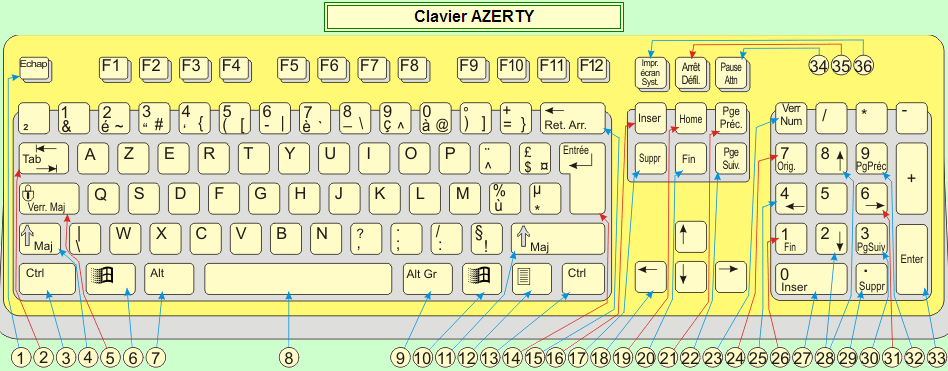 Clavier AZERTY
Echap F1 F2 F3 F4 F5 F6 F7 F8 F9 F10 F11 F12 Impr. écran Syst. Arrêt Défil. Pause Attn 34 35 36
² 1 & 2 é ~ 3 " # 4 ' { 5 ( [ 6 - | 7 è ` 8 _ \ 9 ç ^ 0 à @ ° ) ] + = } Ret. Arr. Inser Home Pge Préc. Verr Num / * -
Tab A Z E R T Y U I O P ¨ ^ £ $ ¤ Entrée Suppr Fin Pge Suiv. 7 Orig. 8 9 PgPréc +
Verr. Maj Q S D F G H J K L M % ù µ * 4 5 6
Maj | \ W X C V B N ? , . ; / : § ! Maj 1 Fin 2 3 PgSuiv Enter
Ctrl Alt Alt Gr Ctrl 0 Inser . Suppr
1 2 3 4 5 6 7 8 9 10 11 12 13 14 15 16 17 18 19 20 21 22 23 24 25 26 27 28 29 30 31 32 33